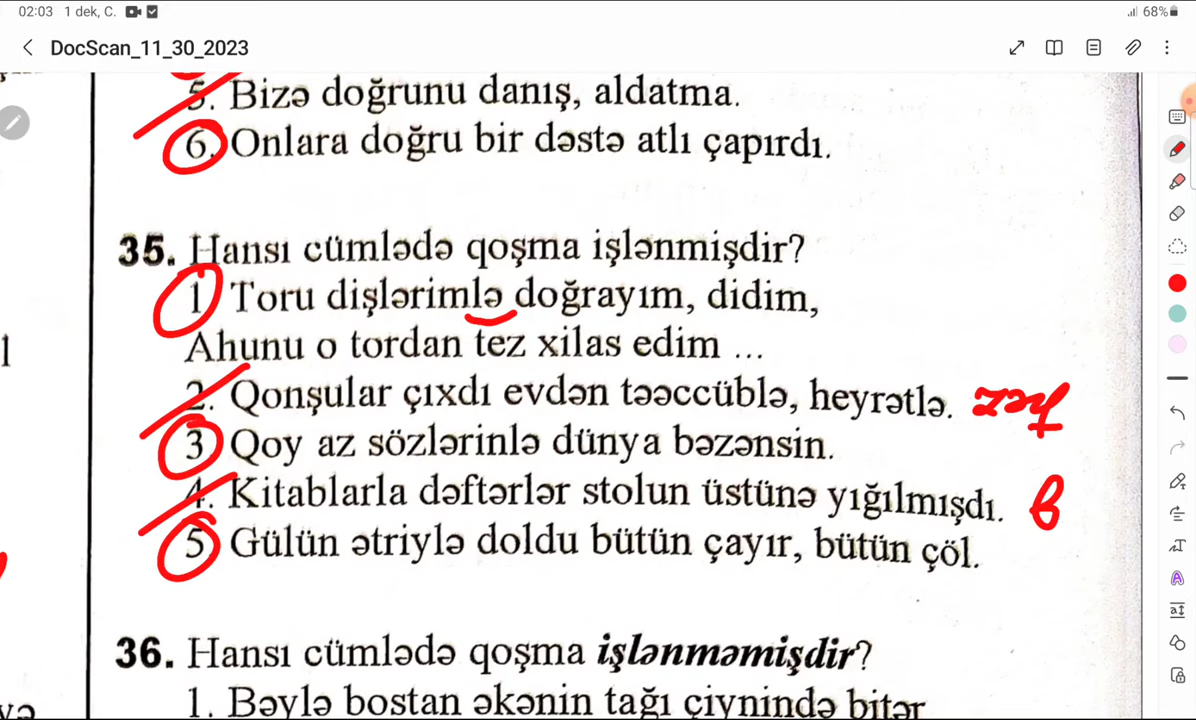 02:03 1 dek, C. 68%
DocScan_11_30_2023
5. Bizə doğrunu danış, aldatma.
6. Onlara doğru bir dəstə atlı çapırdı.
35. Hansı cümlədə qoşma işlənmişdir?
1. Toru dişlərimlə doğrayım, didim,
Ahunu o tordan tez xilas edim ...
2. Qonşular çıxdı evdən təəccüblə, heyrətlə. zərf
3. Qoy az sözlərinlə dünya bəzənsin.
4. Kitablarla dəftərlər stolun üstünə yığılmışdı. B
5. Gülün ətriylə doldu bütün çayır, bütün çöl.
36. Hansı cümlədə qoşma işlənməmişdir?
1. Bəylə bostan əkənin tağı çiynində bitər